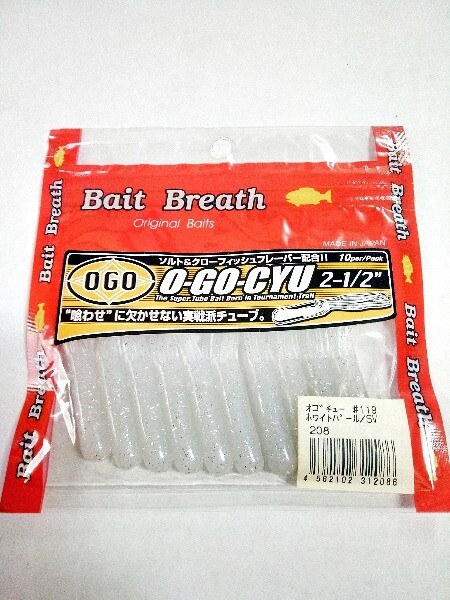 Bait Breath
Bait Breath
Original Baits
MADE IN JAPAN
ソルト&クローフィッシュフレーバー配合!! 10per/Pack
OGO
O-GO-CYU 2-1/2"
The Super Tube Bait Born in Tournament Trail
"喰わせ"に欠かせない実戦派チューブ。
オゴチュー #119
ホワイトパール/SV
208
4 562102 312086
Bait Breath
Bait Breath
Bait Breath